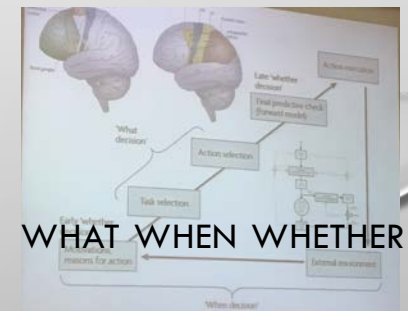 Action execution
Late 'whether
decision'
Final predictive check
(forward model)
'What
decision'
Action selection
Task selection
Early 'whether
WHAT WHEN WHETHER
reasons for action
External environment
'When decision'